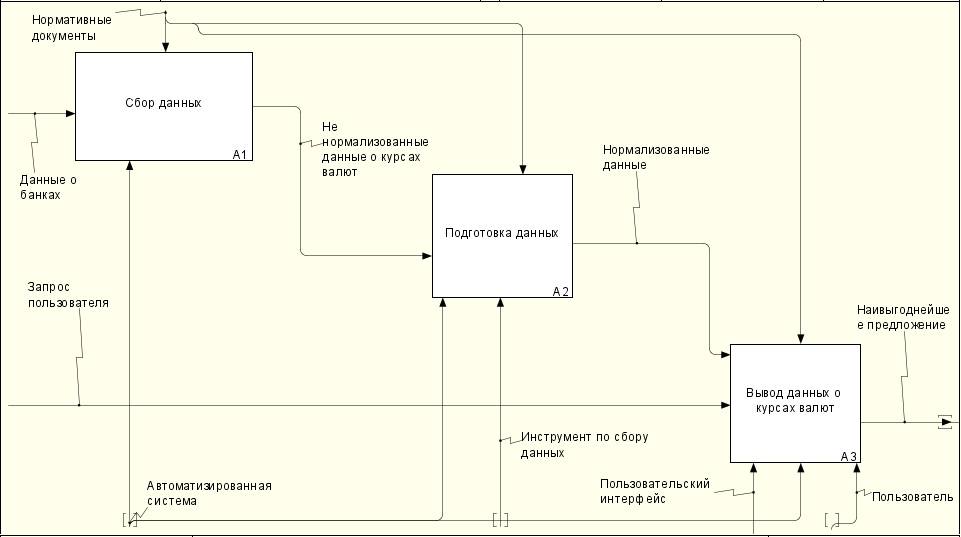 Нормативные
документы
Сбор данных
A1
Данные о
банках
Не
нормализованные
данные о курсах
валют
Нормализованные
данные
Подготовка данных
A2
Запрос
пользователя
Наивыгоднейше
е предложение
Вывод данных о
курсах валют
A3
Инструмент по сбору
данных
Автоматизированная
система
Пользовательский
интерфейс
Пользователь